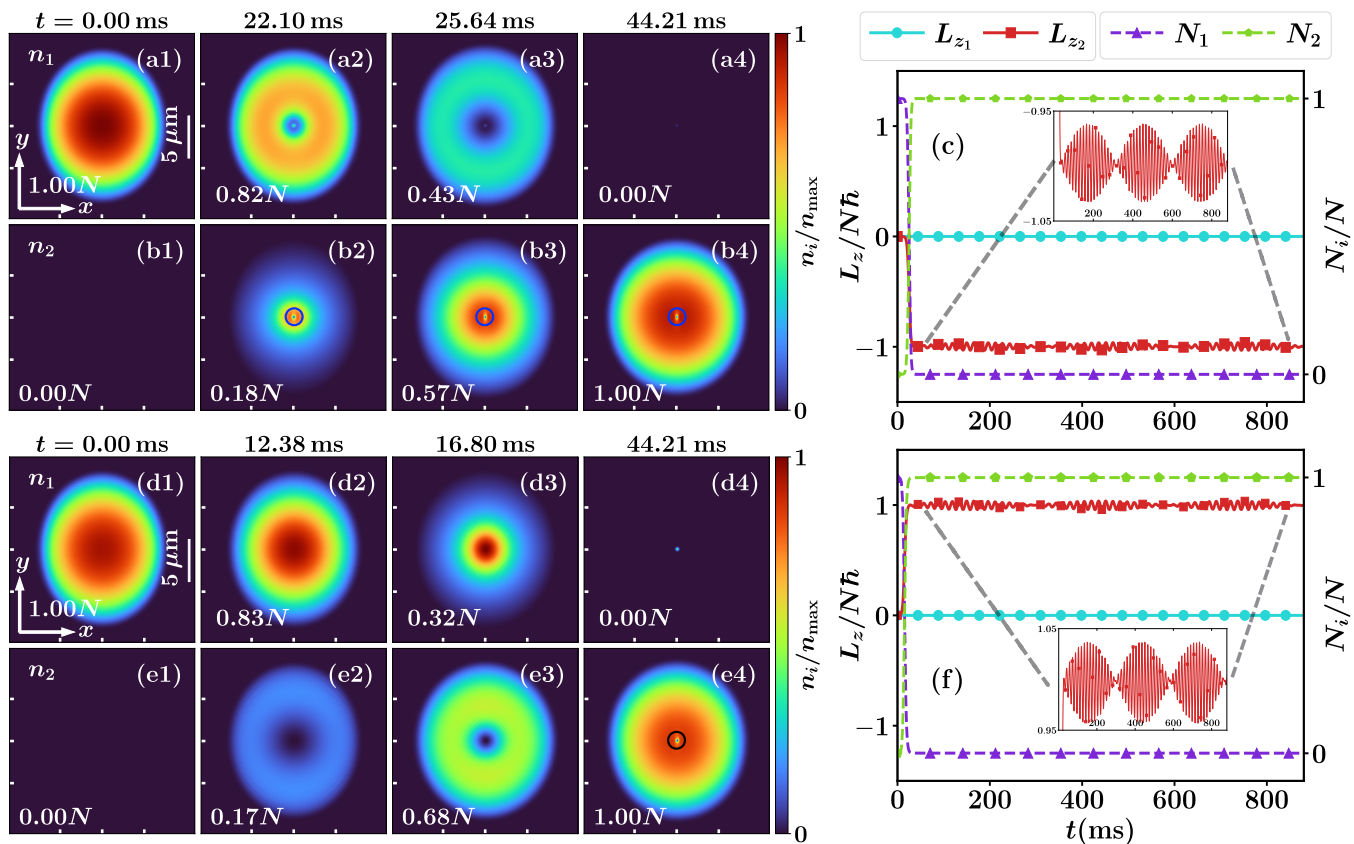 t = 0.00 ms 22.10 ms 25.64 ms 44.21 ms
n₁ (a1) (a2) (a3) (a4)
y
5 μm
1.00N x 0.82N 0.43N 0.00N
n₂ (b1) (b2) (b3) (b4)
0.00N 0.18N 0.57N 1.00N
1
nᵢ/n_max
0
t = 0.00 ms 12.38 ms 16.80 ms 44.21 ms
n₁ (d1) (d2) (d3) (d4)
y
5 μm
1.00N x 0.83N 0.32N 0.00N
n₂ (e1) (e2) (e3) (e4)
0.00N 0.17N 0.68N 1.00N
1
nᵢ/n_max
0
L_z₁ L_z₂ N₁ N₂
(c)
L_z/Nℏ
1
0
−1
Nᵢ/N
1
0
−0.95
−1.05
200 400 600 800
0 200 400 600 800
(f)
L_z/Nℏ
1
0
−1
Nᵢ/N
1
0
1.05
0.95
200 400 600 800
0 200 400 600 800
t(ms)